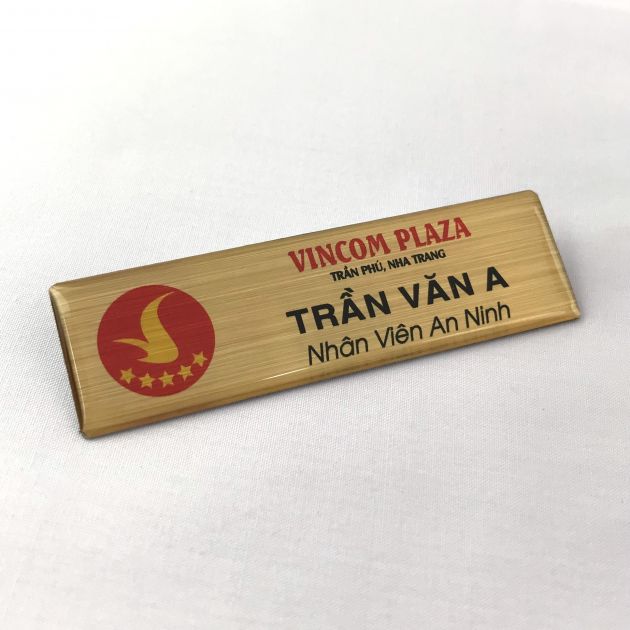 VINCOM PLAZA
TRẦN PHÚ, NHA TRANG
TRẦN VĂN A
Nhân Viên An Ninh